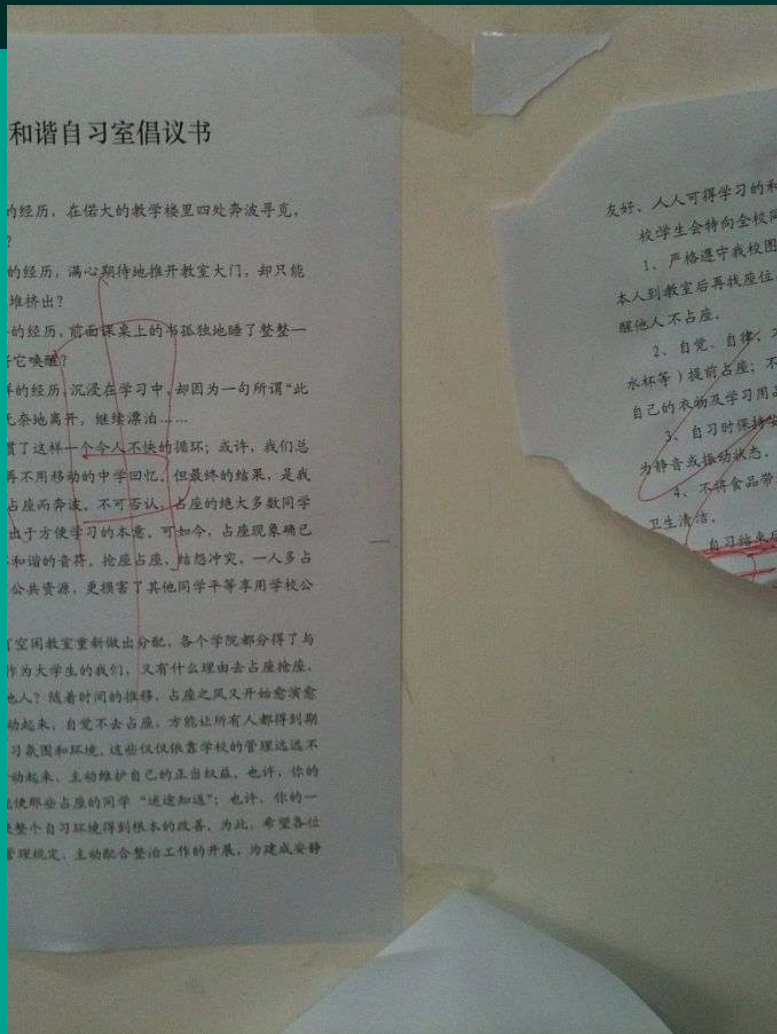 和谐自习室倡议书
的经历，在偌大的教学楼里四处奔波寻觅，
？
的经历，满心期待地推开教室大门，却只能
堆挤出？
的经历，前面课桌上的书孤独地睡了整整一
它唤醒？
的经历，沉浸在学习中，却因为一句所谓“此
无奈地离开，继续漂泊……
惯了这样一个令人不快的循环；或许，我们总
再不用移动的中学回忆。但最终的结果，是我
占座而奔波。不可否认，占座的绝大多数同学
出于方便学习的本意。可如今，占座现象确已
和谐的音符。抢座占座，结怨冲突，一人多占
公共资源，更损害了其他同学平等享用学校公
空闲教室重新做出分配，各个学院都分得了与
作为大学生的我们，又有什么理由去占座抢座，
他人？随着时间的推移，占座之风又开始愈演愈
动起来，自觉不去占座，方能让所有人都得到期
习氛围和环境，这些仅仅依靠学校的管理远远不
动起来，主动维护自己的正当权益。也许，你的
使那些占座的同学“迷途知返”；也许，你的一
整个自习环境得到根本的改善。为此，希望各位
管理规定，主动配合整治工作的开展，为建成安静
友好、人人可得学习的和
校学生会特向全校同
1、严格遵守我校图
本人到教室后再找座位
醒他人不占座。
2、自觉、自律，
水杯等）提前占座；不
自己的衣物及学习用品
3、自习时保持安
为静音或振动状态。
4、不将食品带
卫生清洁。
自习结束后